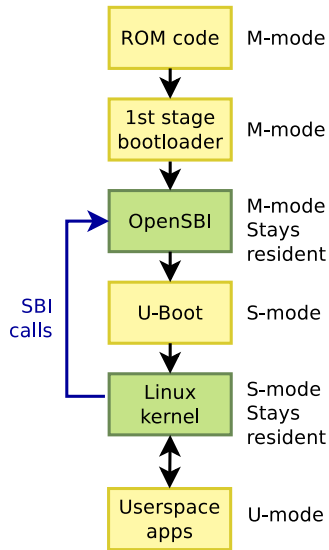 ROM code
M-mode
1st stage
bootloader
M-mode
OpenSBI
M-mode
Stays
resident
SBI
calls
U-Boot
S-mode
Linux
kernel
S-mode
Stays
resident
Userspace
apps
U-mode